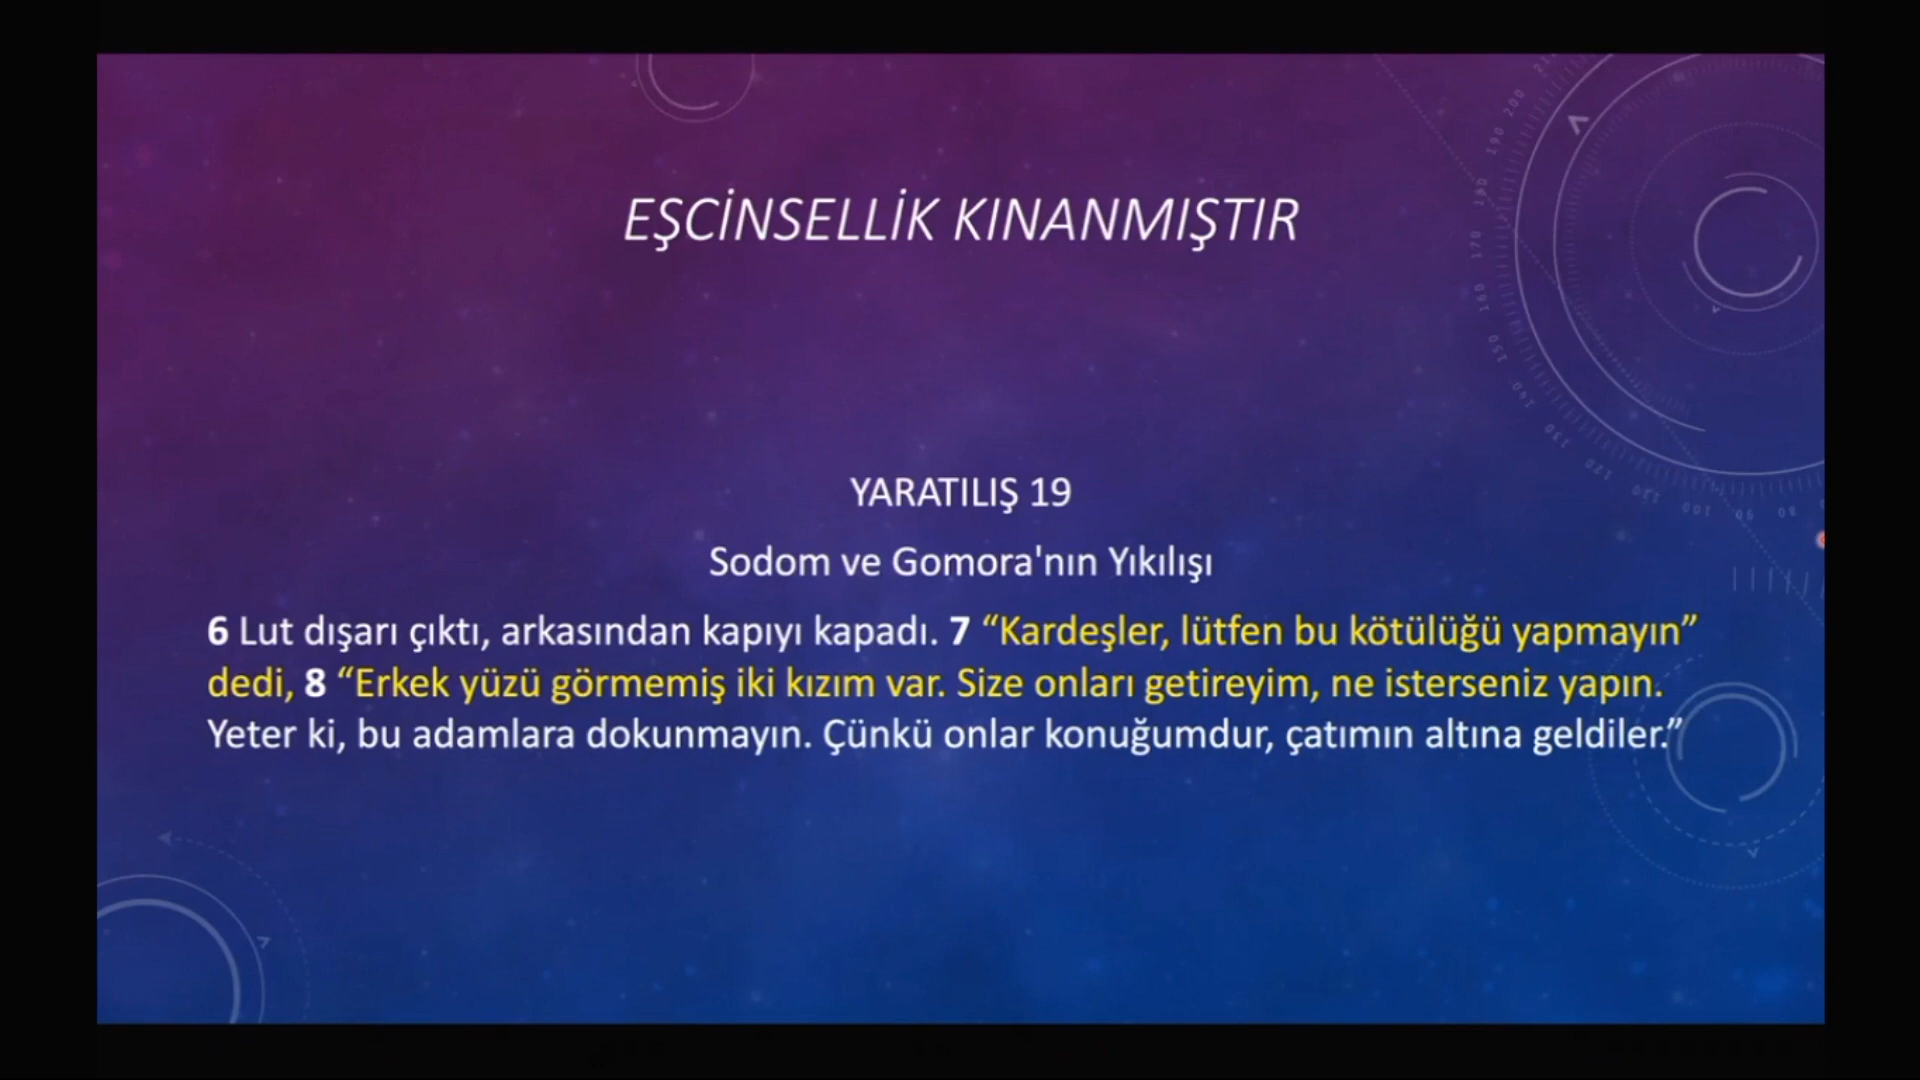 EŞCİNSELLİK KINANMIŞTIR
YARATILIŞ 19
Sodom ve Gomora'nın Yıkılışı
6 Lut dışarı çıktı, arkasından kapıyı kapadı. 7 “Kardeşler, lütfen bu kötülüğü yapmayın”
dedi, 8 “Erkek yüzü görmemiş iki kızım var. Size onları getireyim, ne isterseniz yapın.
Yeter ki, bu adamlara dokunmayın. Çünkü onlar konuğumdur, çatımın altına geldiler.”